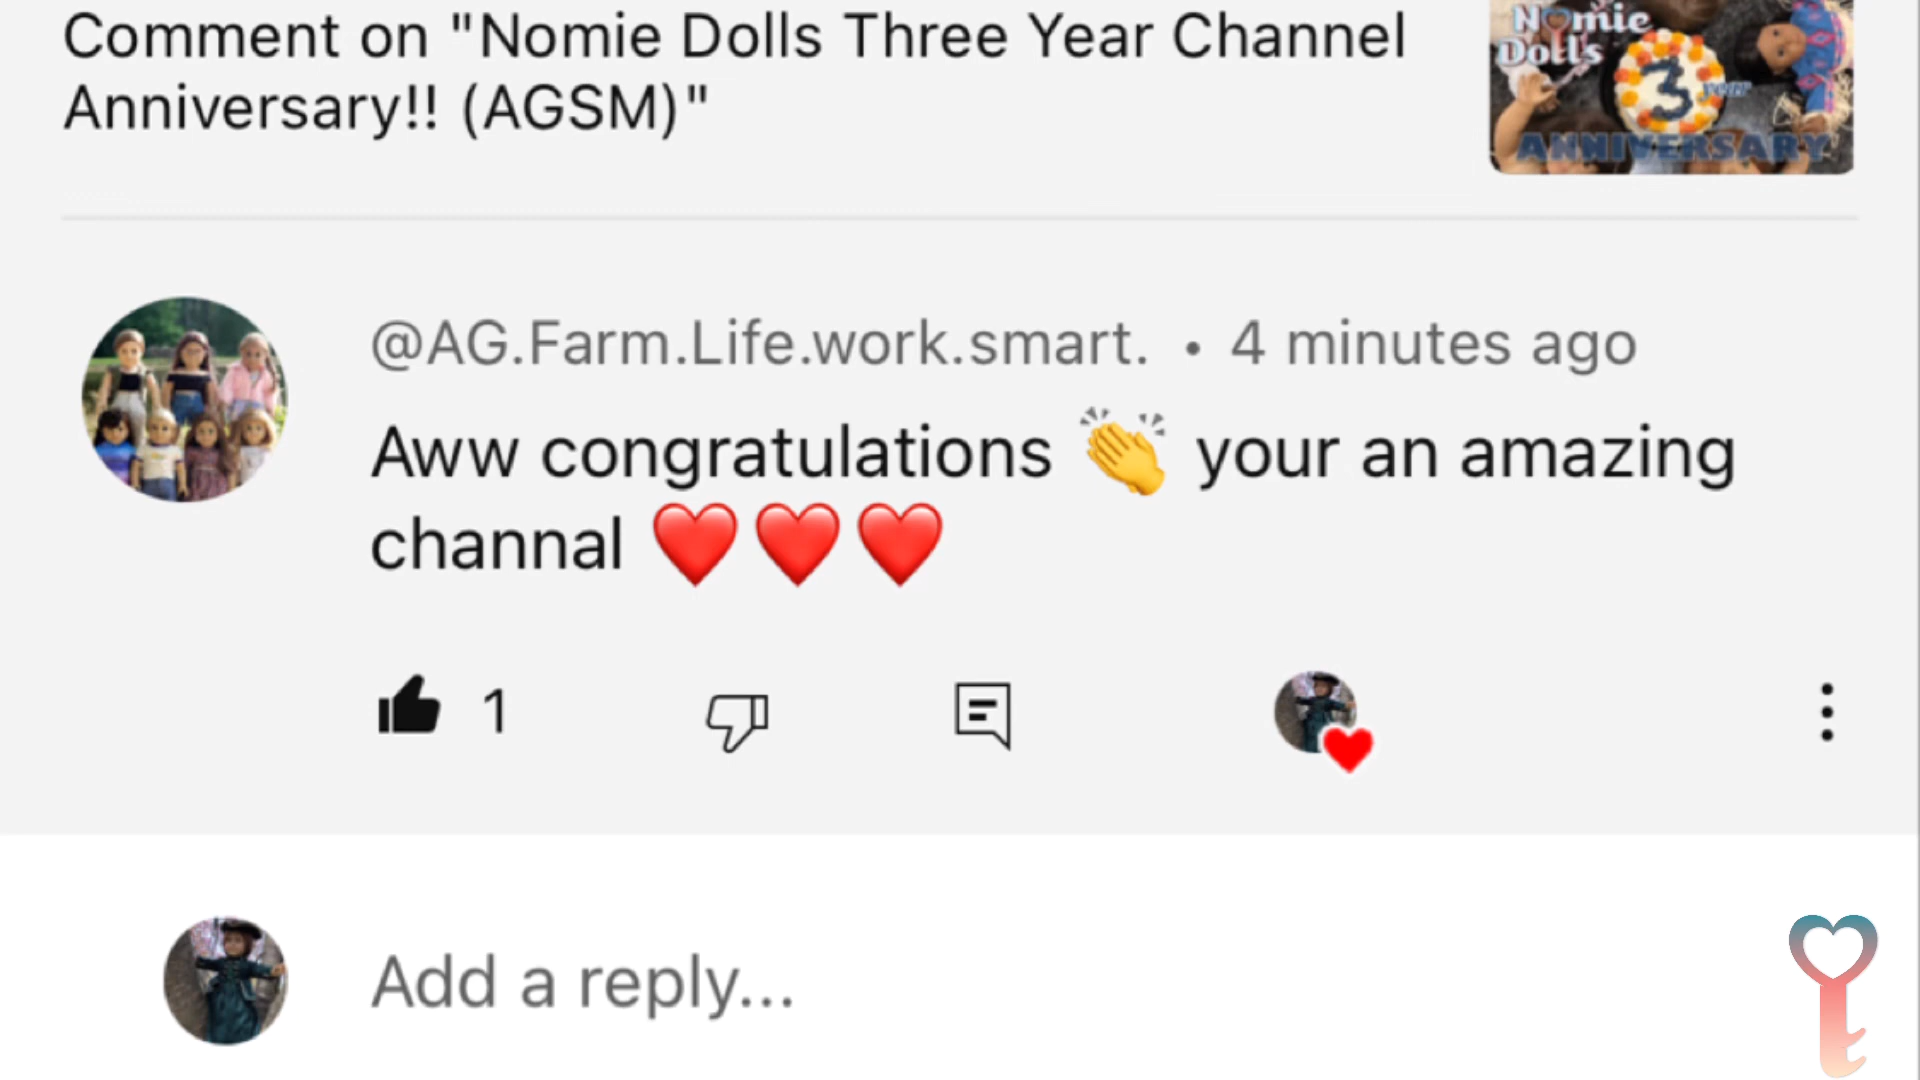 Comment on "Nomie Dolls Three Year Channel
Anniversary!! (AGSM)"
Nomie
Dolls
3
year
ANNIVERSARY
@AG.Farm.Life.work.smart. • 4 minutes ago
Aww congratulations 👏 your an amazing
channal ❤️❤️❤️
1
Add a reply...